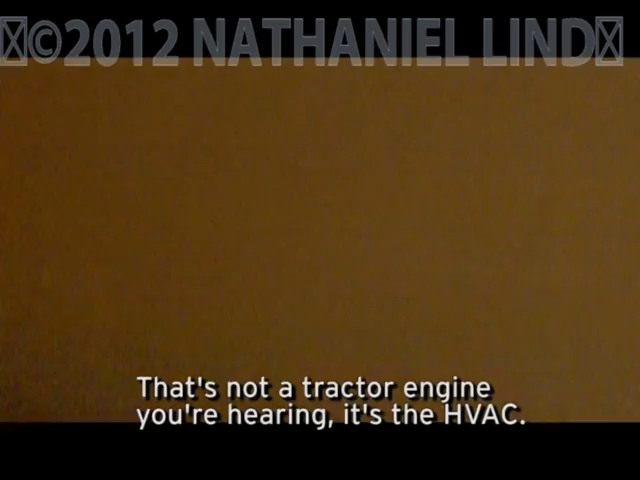 ©2012 NATHANIEL LIND
That's not a tractor engine
you're hearing, it's the HVAC.